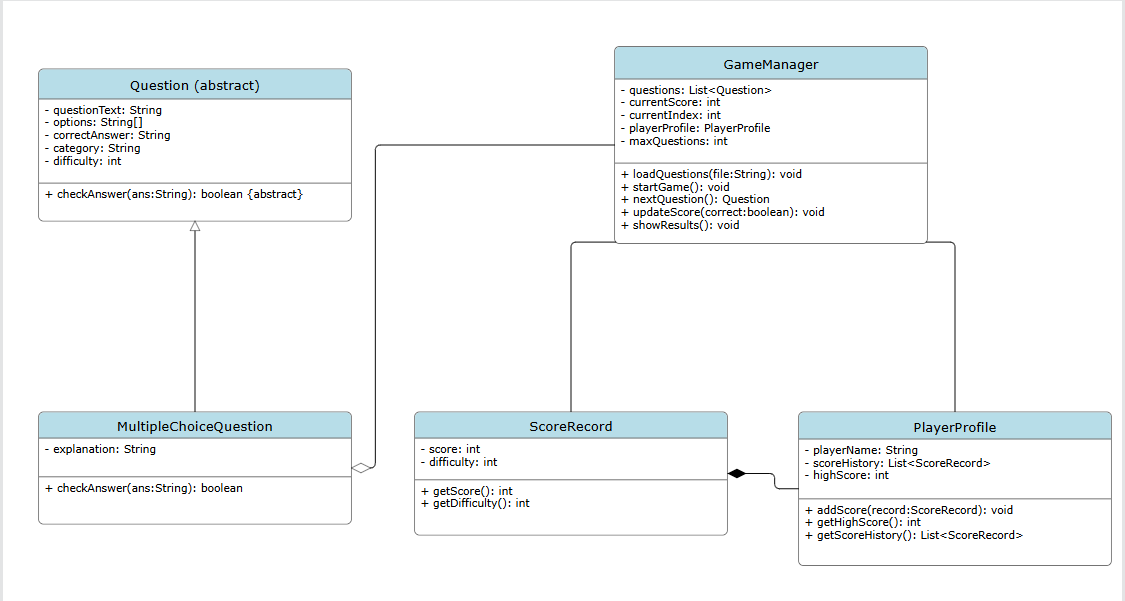 Question (abstract)
- questionText: String
- options: String[]
- correctAnswer: String
- category: String
- difficulty: int
+ checkAnswer(ans:String): boolean {abstract}
GameManager
- questions: List<Question>
- currentScore: int
- currentIndex: int
- playerProfile: PlayerProfile
- maxQuestions: int
+ loadQuestions(file:String): void
+ startGame(): void
+ nextQuestion(): Question
+ updateScore(correct:boolean): void
+ showResults(): void
MultipleChoiceQuestion
- explanation: String
+ checkAnswer(ans:String): boolean
ScoreRecord
- score: int
- difficulty: int
+ getScore(): int
+ getDifficulty(): int
PlayerProfile
- playerName: String
- scoreHistory: List<ScoreRecord>
- highScore: int
+ addScore(record:ScoreRecord): void
+ getHighScore(): int
+ getScoreHistory(): List<ScoreRecord>